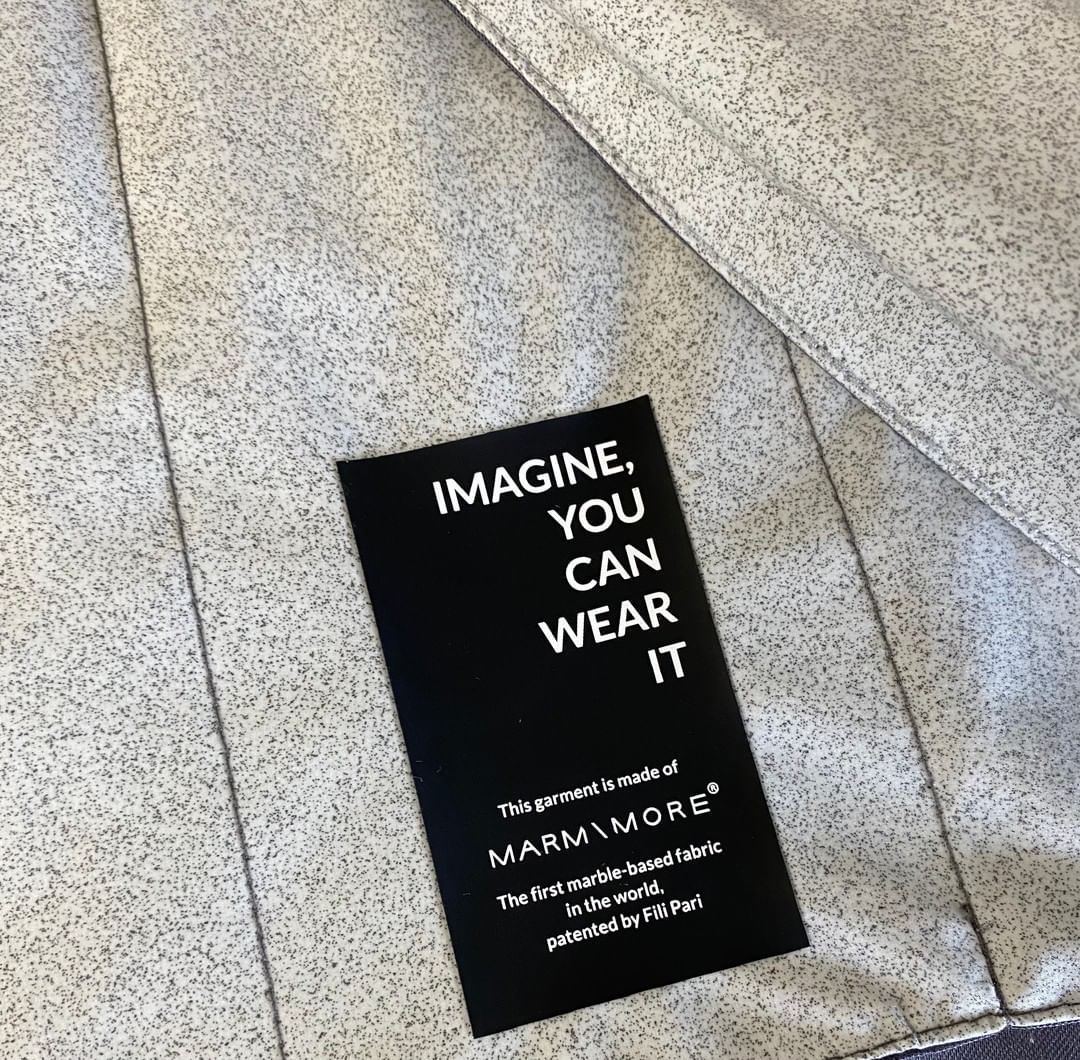 IMAGINE,
YOU
CAN
WEAR
IT
This garment is made of
MARM\MORE®
The first marble-based fabric
in the world,
patented by Fili Pari